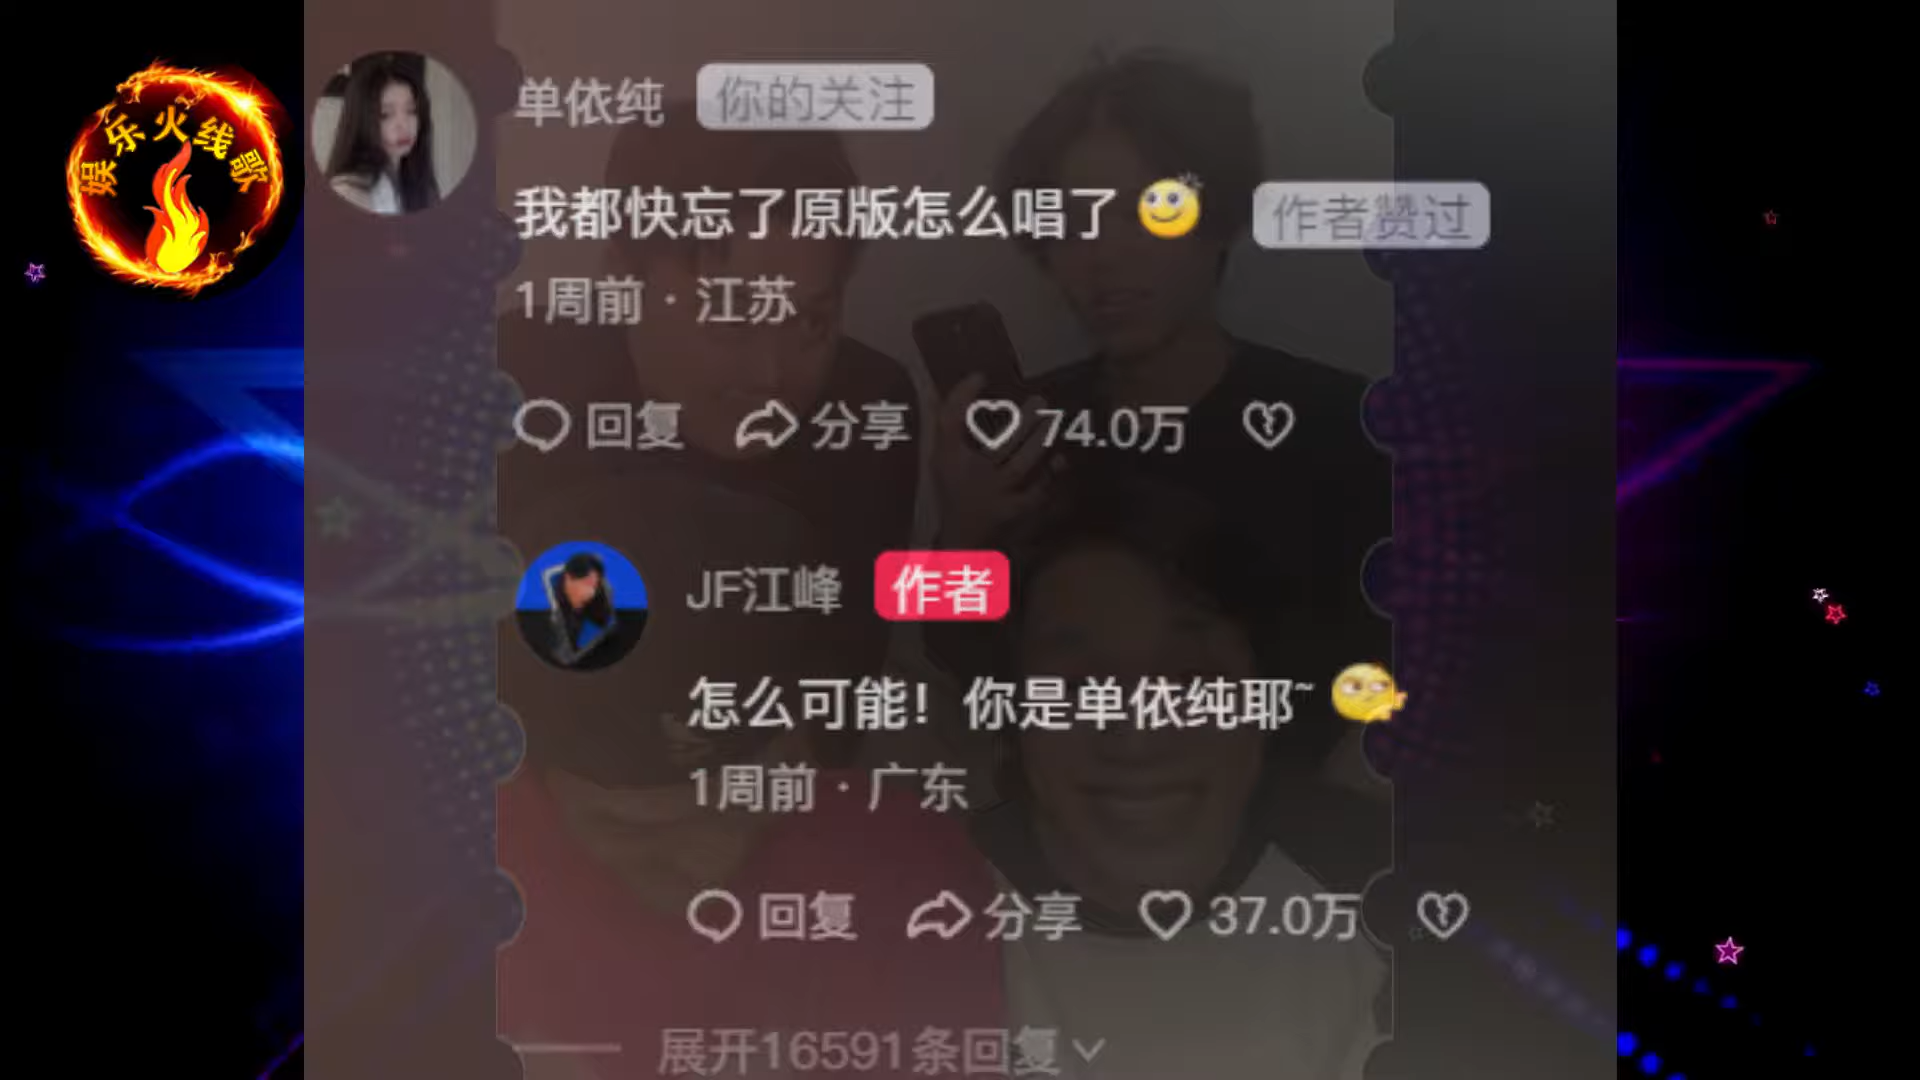 娱乐火线歌
单依纯 你的关注
我都快忘了原版怎么唱了 作者赞过
1周前 · 江苏
回复 分享 74.0万
JF江峰 作者
怎么可能！你是单依纯耶~
1周前 · 广东
回复 分享 37.0万
展开16591条回复